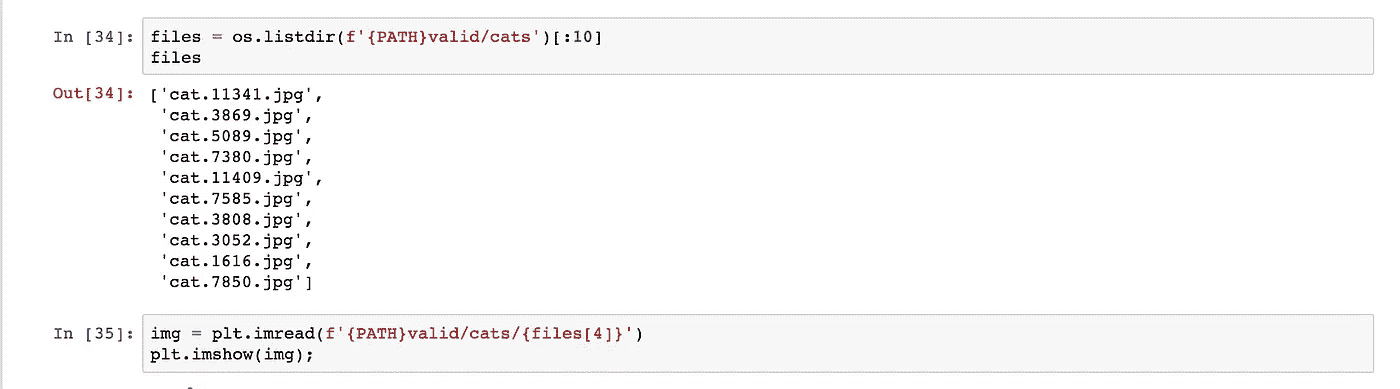 In [34]: files = os.listdir(f'{PATH}valid/cats')[:10]
files
Out[34]: ['cat.11341.jpg',
'cat.3869.jpg',
'cat.5089.jpg',
'cat.7380.jpg',
'cat.11409.jpg',
'cat.7585.jpg',
'cat.3808.jpg',
'cat.3052.jpg',
'cat.1616.jpg',
'cat.7850.jpg']
In [35]: img = plt.imread(f'{PATH}valid/cats/{files[4]}')
plt.imshow(img);